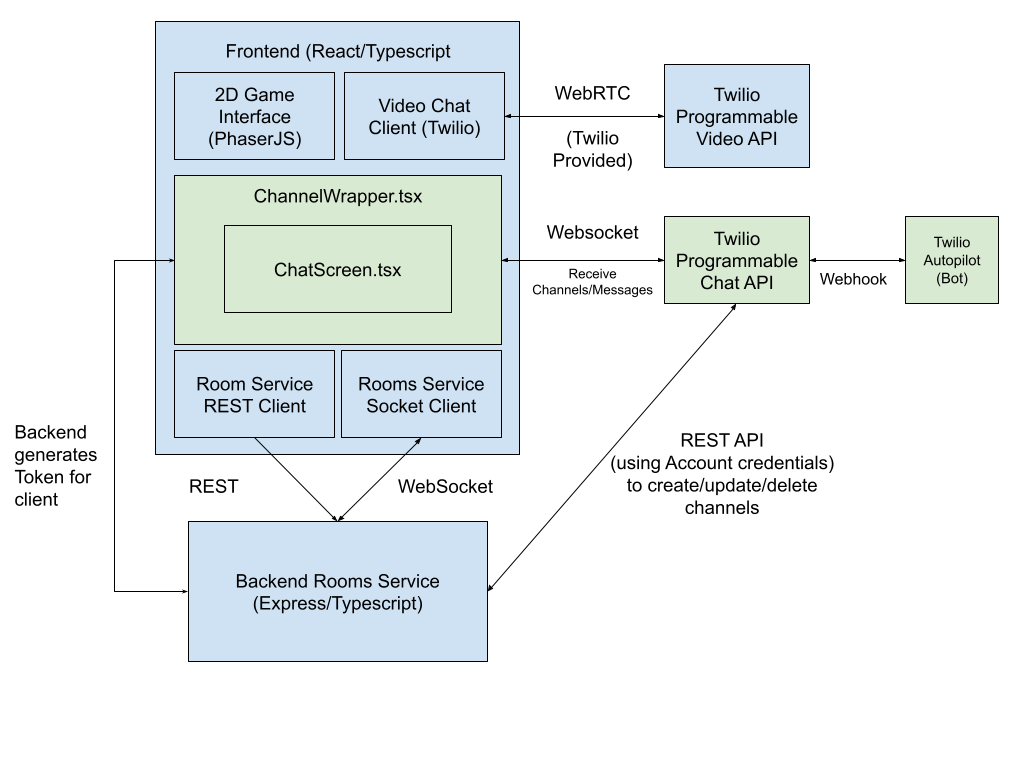 Frontend (React/Typescript
2D Game
Interface
(PhaserJS)
Video Chat
Client (Twilio)
WebRTC
(Twilio
Provided)
Twilio
Programmable
Video API
ChannelWrapper.tsx
ChatScreen.tsx
Websocket
Receive
Channels/Messages
Twilio
Programmable
Chat API
Webhook
Twilio
Autopilot
(Bot)
Room Service
REST Client
Rooms Service
Socket Client
Backend
generates
Token for
client
REST
WebSocket
REST API
(using Account credentials)
to create/update/delete
channels
Backend Rooms Service
(Express/Typescript)